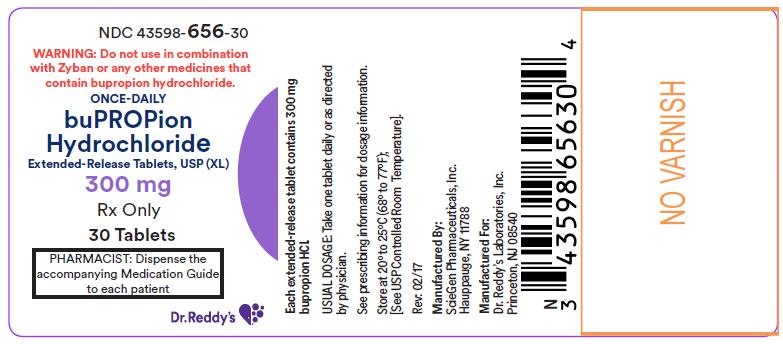 NDC 43598-656-30
WARNING: Do not use in combination
with Zyban or any other medicines that
contain bupropion hydrochloride.
ONCE-DAILY
buPROPion
Hydrochloride
Extended-Release Tablets, USP (XL)
300 mg
Rx Only
30 Tablets
PHARMACIST: Dispense the
accompanying Medication Guide
to each patient
Dr.Reddy's
Each extended-release tablet contains 300 mg
bupropion HCl.
USUAL DOSAGE: Take one tablet daily or as directed
by physician.
See prescribing information for dosage information.
Store at 20º to 25ºC (68º to 77ºF);
[See USP Controlled Room Temperature].
Rev. 02/17
Manufactured By:
ScieGen Pharmaceuticals, Inc.
Hauppauge, NY 11788
Manufactured For:
Dr. Reddy's Laboratories, Inc.
Princeton, NJ 08540
N
3 43598 65630 4
NO VARNISH